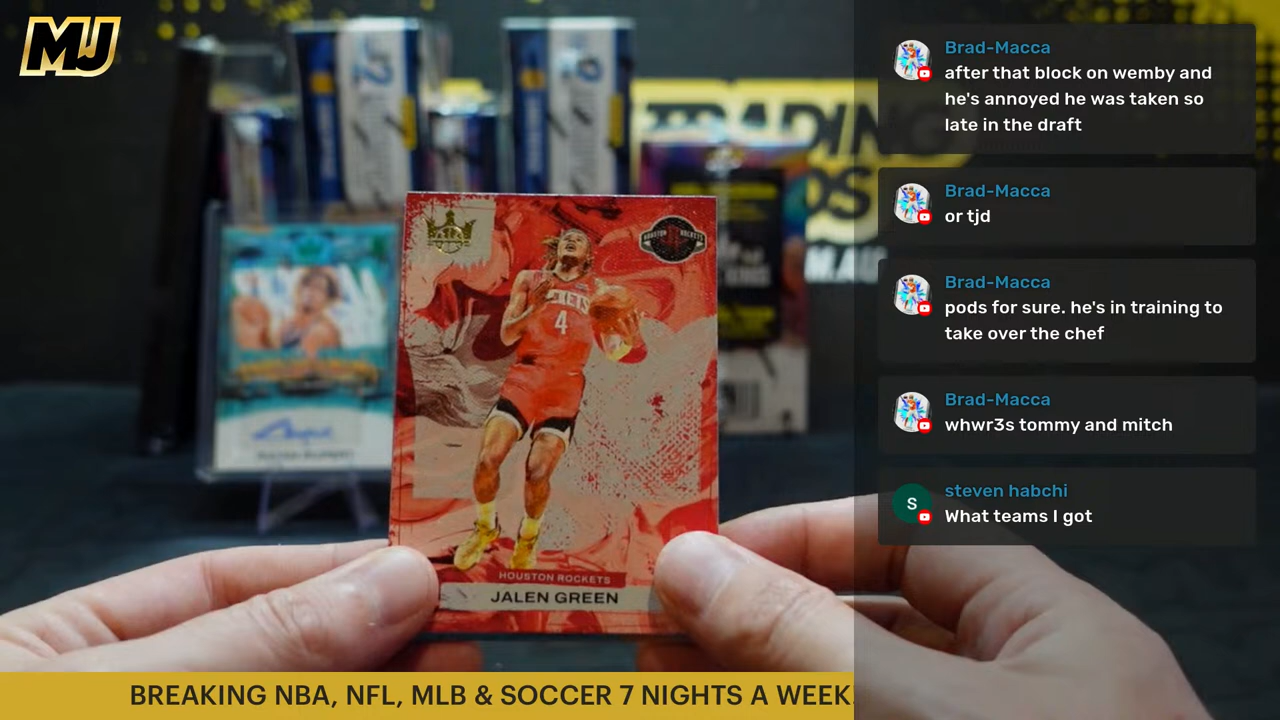 MJ
TRADING
HOUSTON ROCKETS
4
HOUSTON ROCKETS
JALEN GREEN
BREAKING NBA, NFL, MLB & SOCCER 7 NIGHTS A WEEK.
Brad-Macca
after that block on wemby and
he's annoyed he was taken so
late in the draft
Brad-Macca
or tjd
Brad-Macca
pods for sure. he's in training to
take over the chef
Brad-Macca
whwr3s tommy and mitch
S
steven habchi
What teams I got